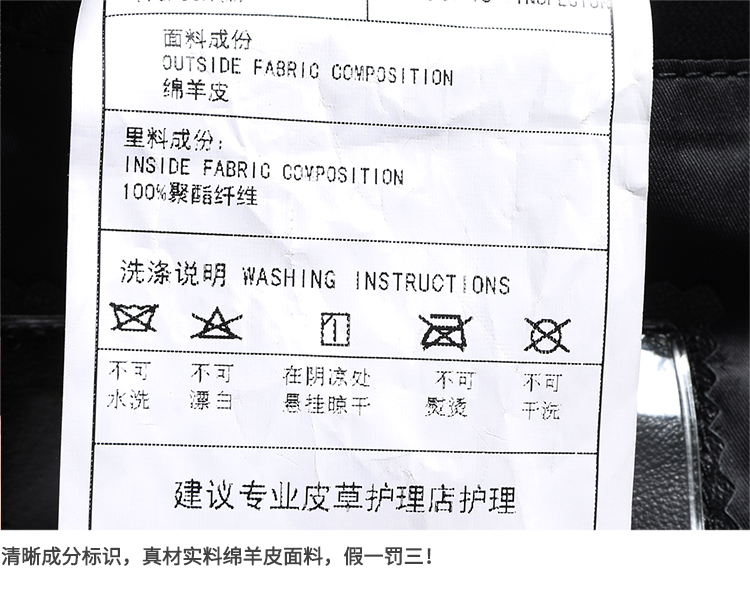 面料成份
OUTSIDE FABRIC COMPOSITION
绵羊皮
里料成份：
INSIDE FABRIC COMPOSITION
100%聚酯纤维
洗涤说明 WASHING INSTRUCTIONS
不可 不可 在阴凉处 不可 不可
水洗 漂白 悬挂晾干 熨烫 干洗
建议专业皮草护理店护理
清晰成分标识，真材实料绵羊皮面料，假一罚三！